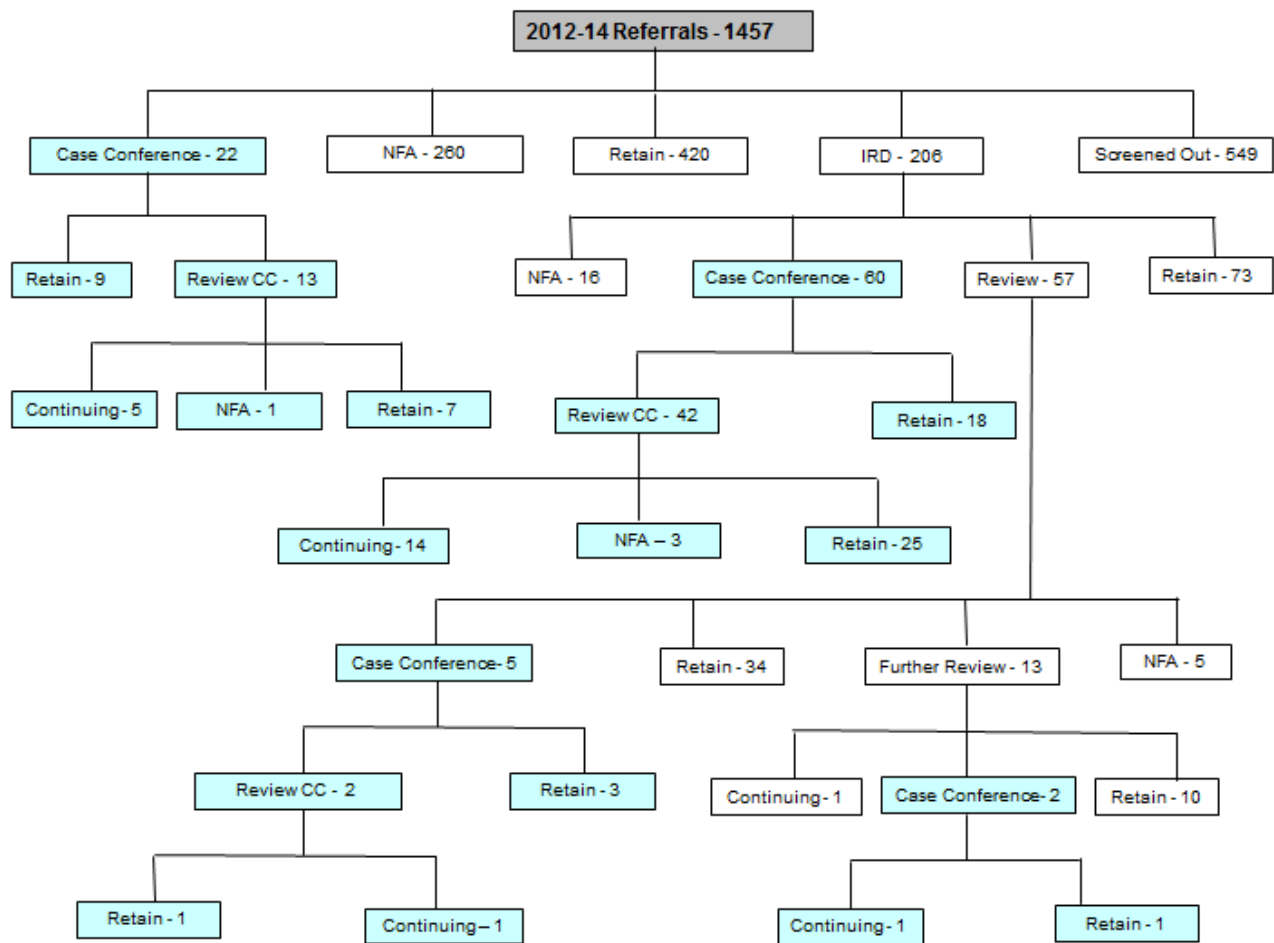 2012-14 Referrals - 1457
Case Conference - 22
NFA - 260
Retain - 420
IRD - 206
Screened Out - 549
Retain - 9
Review CC - 13
NFA - 16
Case Conference - 60
Review - 57
Retain - 73
Continuing - 5
NFA - 1
Retain - 7
Review CC - 42
Retain - 18
Continuing - 14
NFA – 3
Retain - 25
Case Conference- 5
Retain - 34
Further Review - 13
NFA - 5
Review CC - 2
Retain - 3
Continuing - 1
Case Conference- 2
Retain - 10
Retain - 1
Continuing– 1
Continuing- 1
Retain - 1